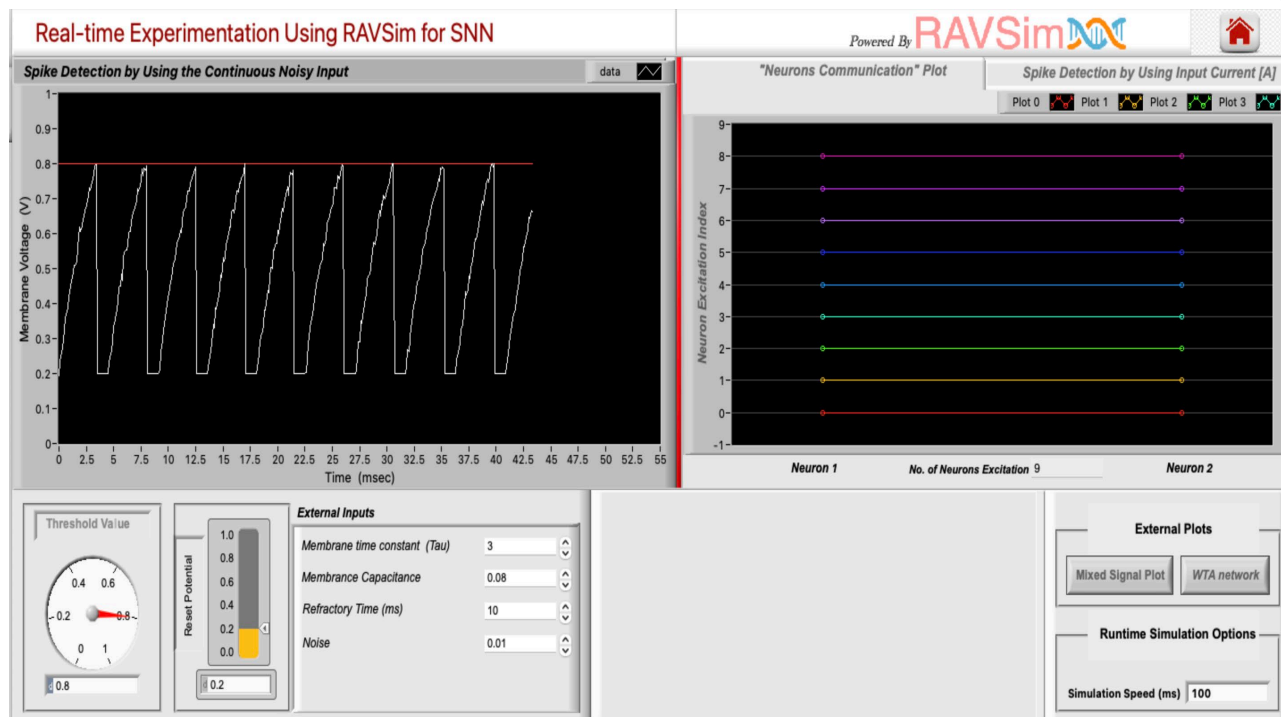 Real-time Experimentation Using RAVSim for SNN
Powered By RAVSim
Spike Detection by Using the Continuous Noisy Input
data
1
0.9
0.8
0.7
0.6
0.5
0.4
0.3
0.2
0.1
0
Membrane Voltage (V)
0 2.5 5 7.5 10 12.5 15 17.5 20 22.5 25 27.5 30 32.5 35 37.5 40 42.5 45 47.5 50 52.5 55
Time (msec)
"Neurons Communication" Plot
Spike Detection by Using Input Current [A]
Plot 0 Plot 1 Plot 2 Plot 3
9
8
7
6
5
4
3
2
1
0
-1
Neuron Excitation Index
Neuron 1 No. of Neurons Excitation 9 Neuron 2
Threshold Value
0.4 0.6
0.2 0.8
0 1
0.8
Reset Potential
1.0
0.8
0.6
0.4
0.2
0.0
d 0.2
External Inputs
Membrane time constant (Tau) 3
Membrance Capacitance 0.08
Refractory Time (ms) 10
Noise 0.01
External Plots
Mixed Signal Plot WTA network
Runtime Simulation Options
Simulation Speed (ms) 100